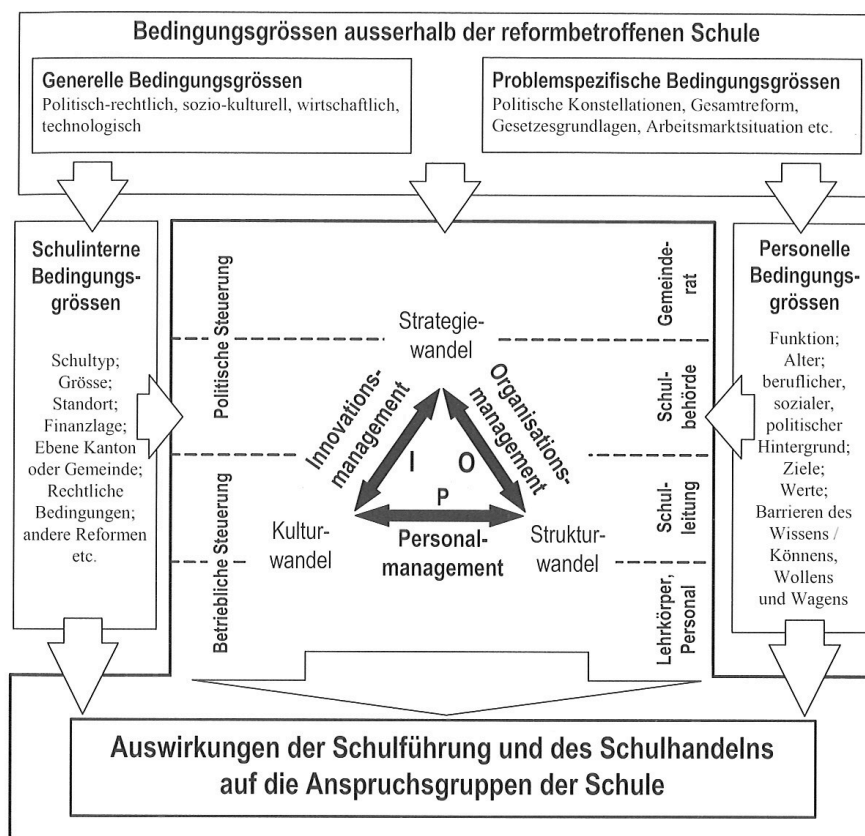 Bedingungsgrössen ausserhalb der reformbetroffenen Schule
Generelle Bedingungsgrössen
Politisch-rechtlich, sozio-kulturell, wirtschaftlich,
technologisch
Problemspezifische Bedingungsgrössen
Politische Konstellationen, Gesamtreform,
Gesetzesgrundlagen, Arbeitsmarktsituation etc.
Schulinterne
Bedingungs-
grössen
Schultyp;
Grösse;
Standort;
Finanzlage;
Ebene Kanton
oder Gemeinde;
Rechtliche
Bedingungen;
andere Reformen
etc.
Politische Steuerung
Betriebliche Steuerung
Strategie-
wandel
Innovations-
management
Organisations-
management
I
O
P
Kultur-
wandel
Personal-
management
Struktur-
wandel
Gemeinde-
rat
Schul-
behörde
Schul-
leitung
Lehrkörper,
Personal
Personelle
Bedingungs-
grössen
Funktion;
Alter;
beruflicher,
sozialer,
politischer
Hintergrund;
Ziele;
Werte;
Barrieren des
Wissens /
Könnens,
Wollens
und Wagens
Auswirkungen der Schulführung und des Schulhandelns
auf die Anspruchsgruppen der Schule